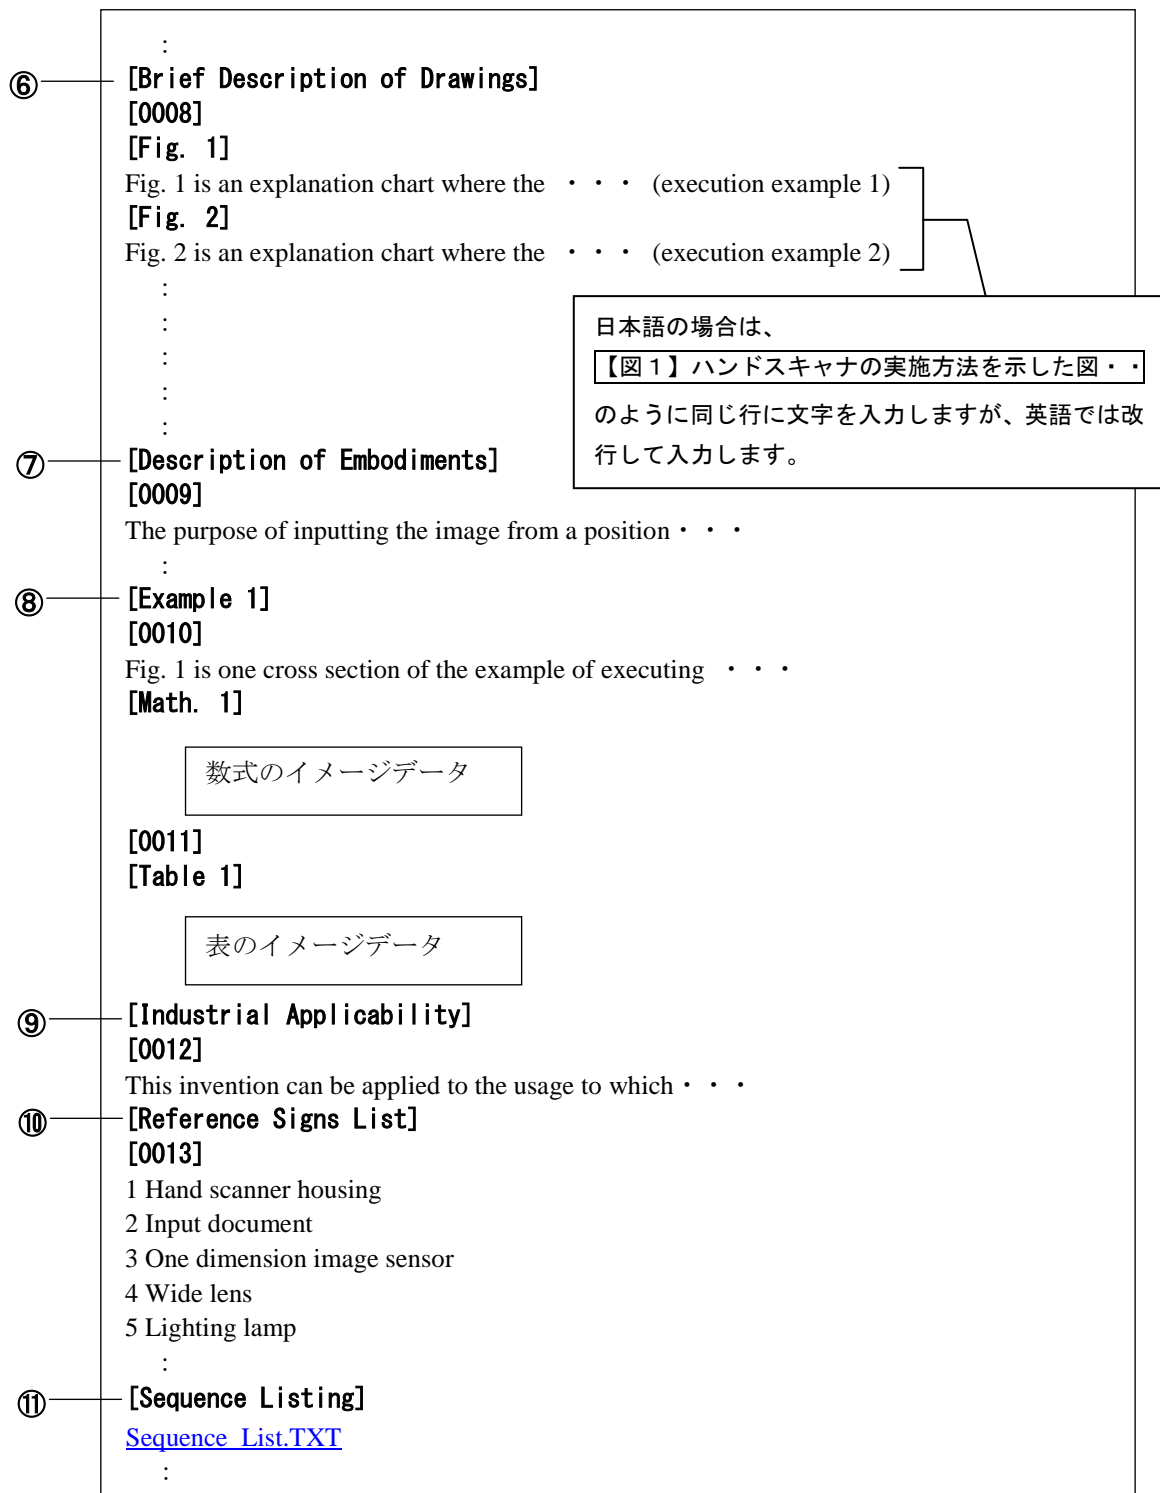 :
⑥ [Brief Description of Drawings]
[0008]
[Fig. 1]
Fig. 1 is an explanation chart where the ・・・ (execution example 1)
[Fig. 2]
Fig. 2 is an explanation chart where the ・・・ (execution example 2)
:
:
:
:
:
日本語の場合は、
【図１】ハンドスキャナの実施方法を示した図・・
のように同じ行に文字を入力しますが、英語では改
行して入力します。
⑦ [Description of Embodiments]
[0009]
The purpose of inputting the image from a position・・・
:
⑧ [Example 1]
[0010]
Fig. 1 is one cross section of the example of executing ・・・
[Math. 1]
数式のイメージデータ
[0011]
[Table 1]
表のイメージデータ
⑨ [Industrial Applicability]
[0012]
This invention can be applied to the usage to which・・・
⑩ [Reference Signs List]
[0013]
1 Hand scanner housing
2 Input document
3 One dimension image sensor
4 Wide lens
5 Lighting lamp
:
⑪ [Sequence Listing]
Sequence_List.TXT
: